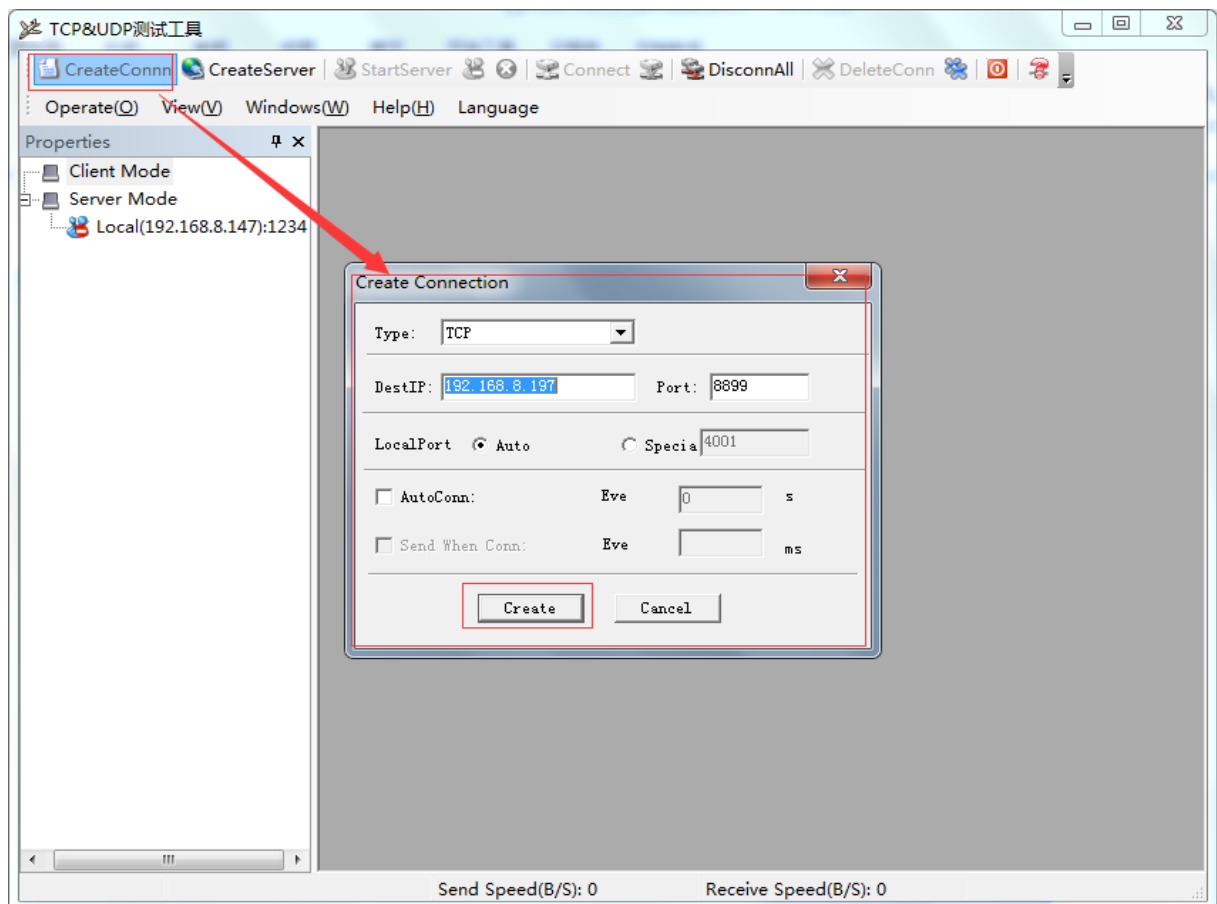 TCP&UDP测试工具
CreateConnn CreateServer StartServer Connect DisconnAll DeleteConn
Operate(O) View(V) Windows(W) Help(H) Language
Properties
Client Mode
Server Mode
Local(192.168.8.147):1234
Create Connection
Type: TCP
DestIP: 192.168.8.197 Port: 8899
LocalPort Auto Specia 4001
AutoConn: Eve 0 s
Send When Conn: Eve ms
Create Cancel
Send Speed(B/S): 0 Receive Speed(B/S): 0